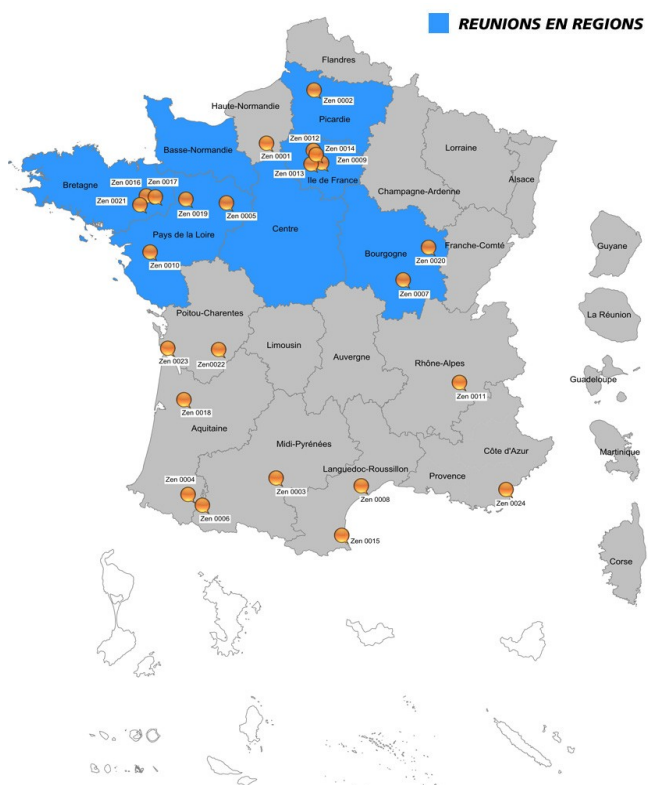 REUNIONS EN REGIONS
Flandres
Zen 0002
Haute-Normandie
Picardie
Zen 0012
Zen 0014
Zen 0001
Zen 0009
Basse-Normandie
Zen 0013
Ile de France
Lorraine
Alsace
Bretagne
Zen 0016
Zen 0017
Champagne-Ardenne
Zen 0021
Zen 0019
Zen 0005
Pays de la Loire
Centre
Zen 0010
Bourgogne
Franche-Comté
Zen 0020
Zen 0007
Guyane
Poitou-Charentes
La Réunion
Limousin
Zen 0023
Zen0022
Auvergne
Rhône-Alpes
Guadeloupe
Zen 0011
Zen 0018
Aquitaine
Midi-Pyrénées
Côte d'Azur
Martinique
Languedoc-Roussillon
Provence
Zen 0004
Zen 0003
Zen 0008
Zen 0024
Zen 0006
Zen 0015
Corse